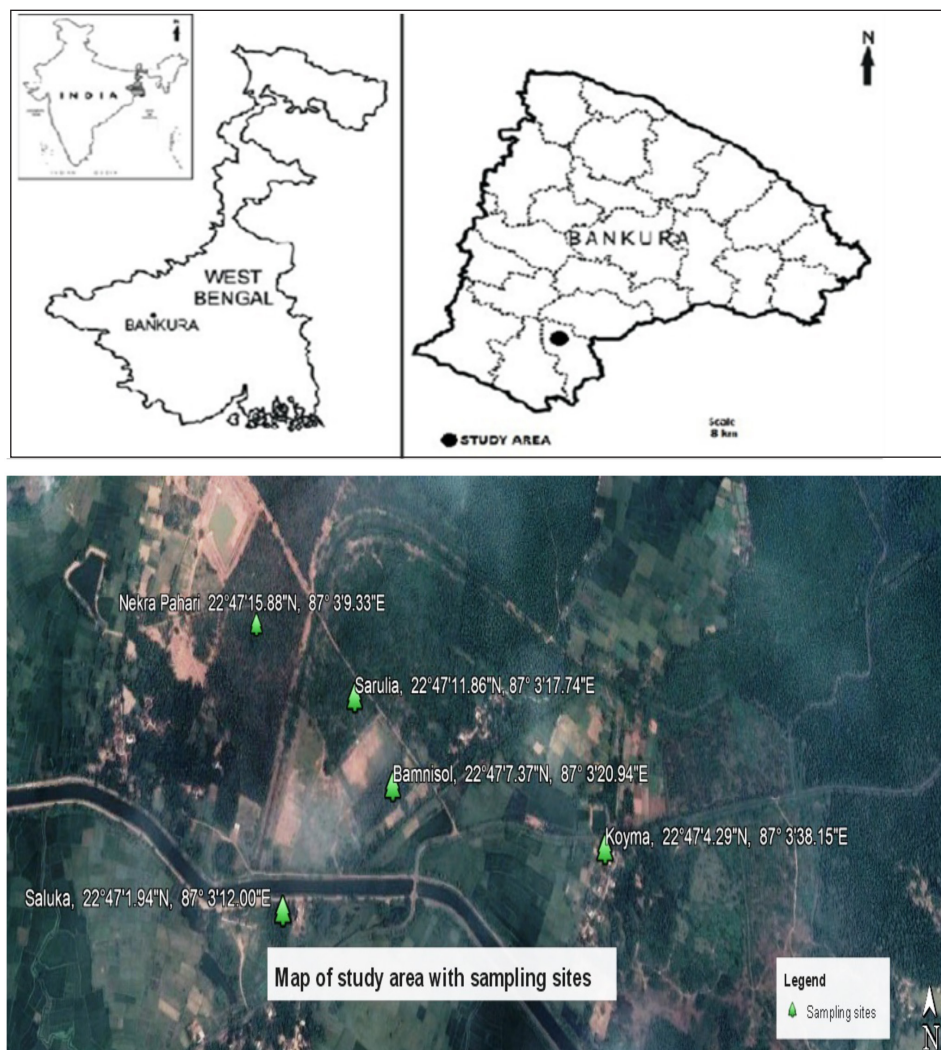 N
INDIA
WEST
BENGAL
BANKURA
N
BANKURA
STUDY AREA
Scale
8 km
Nekra Pahari 22°47'15.88"N, 87° 3'9.33"E
Sarulia, 22°47'11.86"N, 87° 3'17.74"E
Bamnisol, 22°47'7.37"N, 87° 3'20.94"E
Koyma, 22°47'4.29"N, 87° 3'38.15"E
Saluka, 22°47'1.94"N, 87° 3'12.00"E
Map of study area with sampling sites
Legend
Sampling sites
N